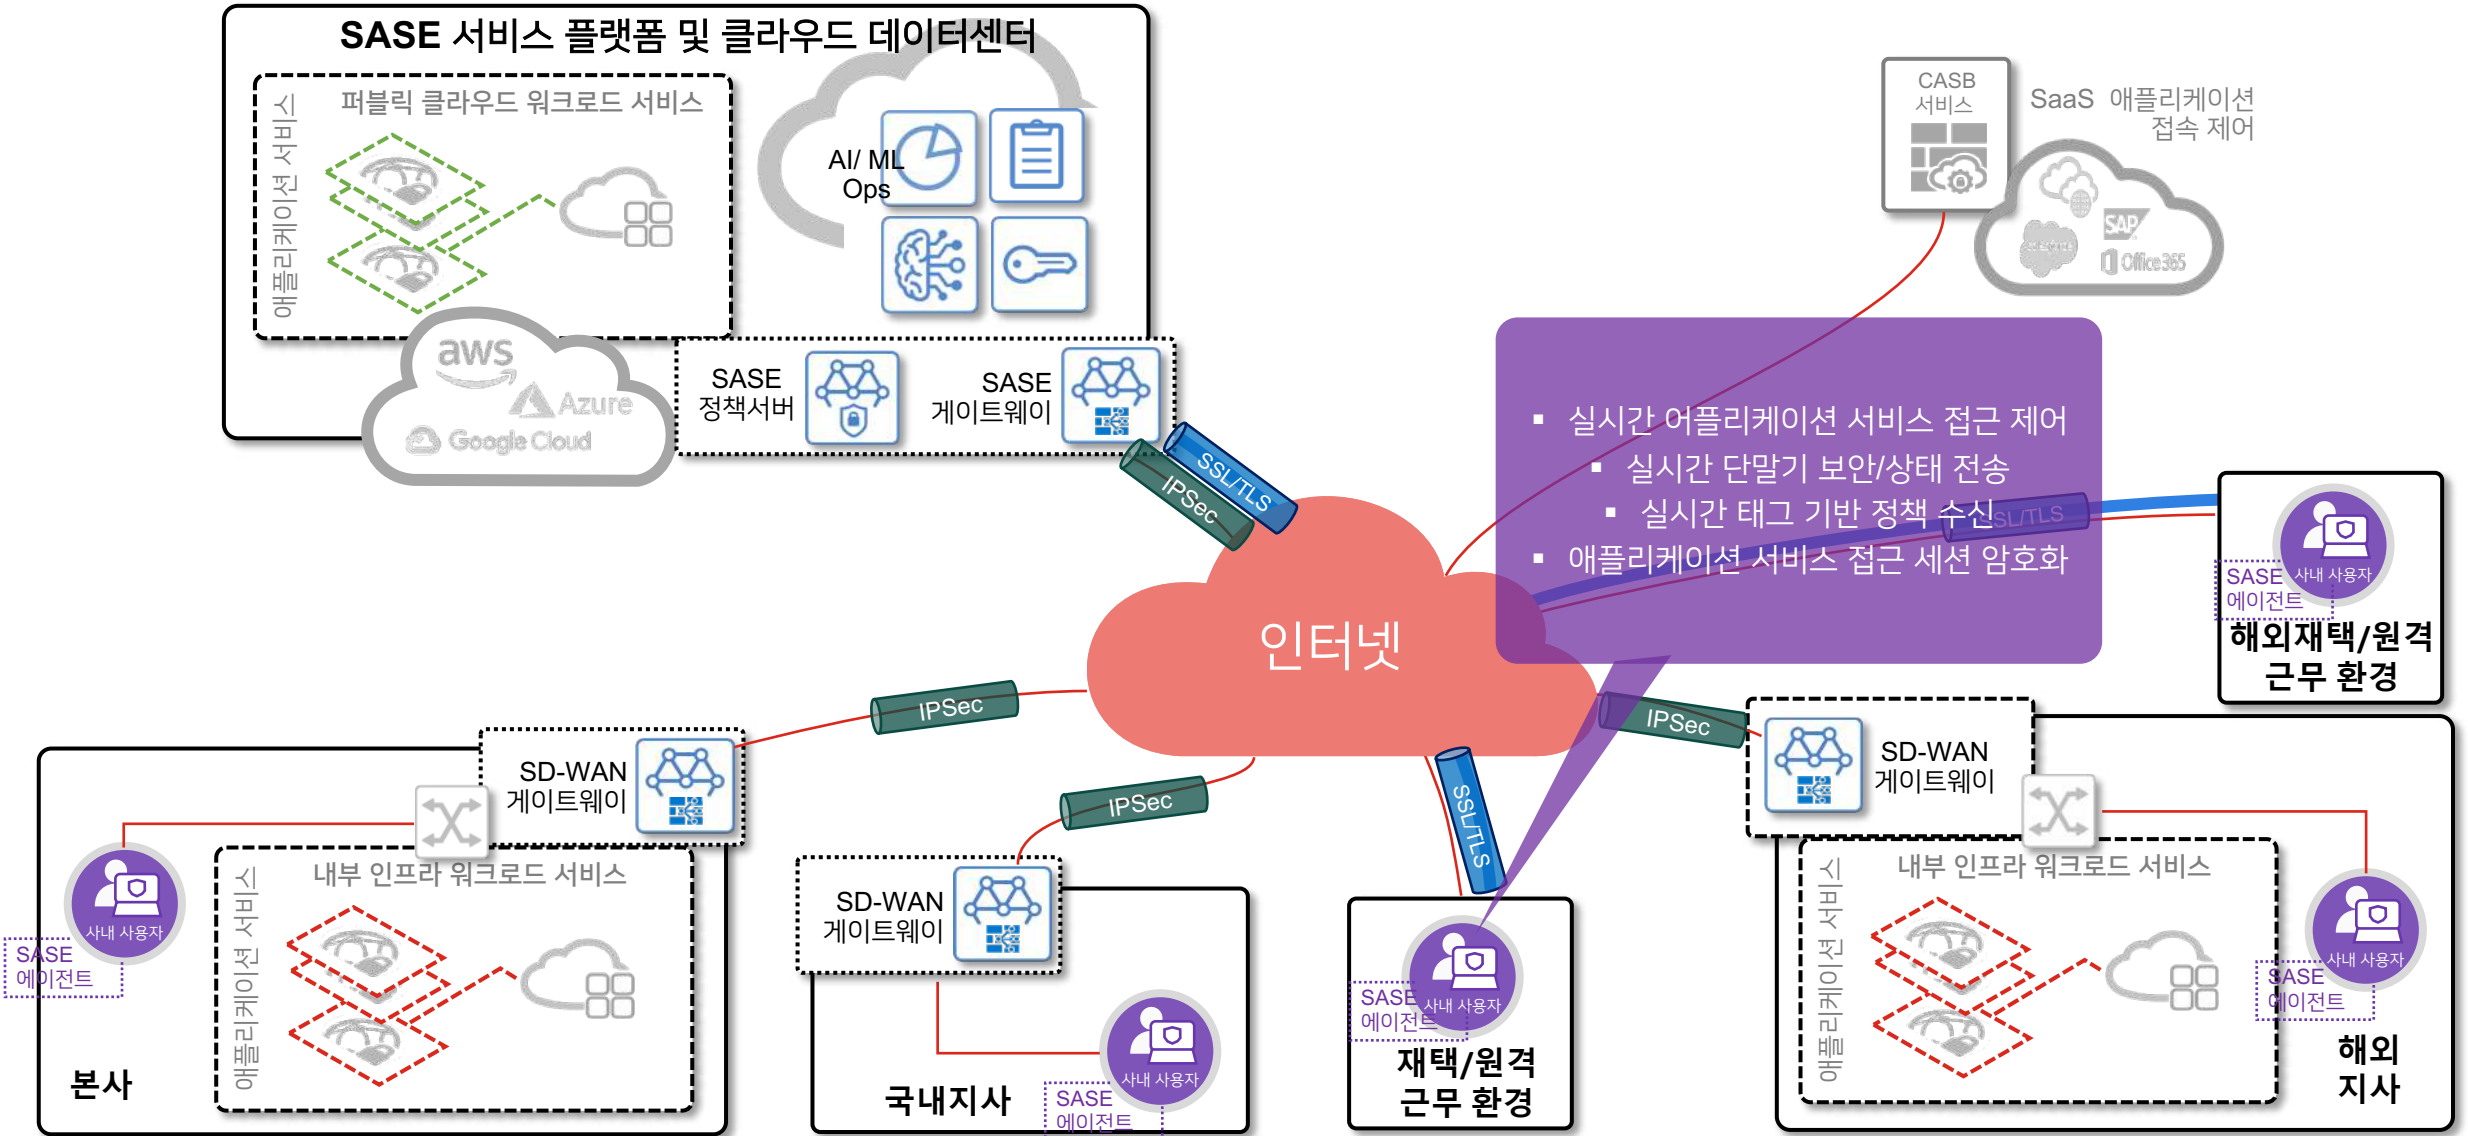 SASE 서비스 플랫폼 및 클라우드 데이터센터
퍼블릭 클라우드 워크로드 서비스
애플리케이션 서비스
AI/ ML
Ops
aws
Azure
Google Cloud
SASE
정책서버
SASE
게이트웨이
SSL/TLS
IPSec
CASB
서비스
SaaS 애플리케이션
접속 제어
SAP
Office 365
▪ 실시간 어플리케이션 서비스 접근 제어
▪ 실시간 단말기 보안/상태 전송
▪ 실시간 태그 기반 정책 수신
▪ 애플리케이션 서비스 접근 세션 암호화
SSL/TLS
사내 사용자
SASE
에이전트
해외재택/원격
근무 환경
인터넷
IPSec
IPSec
IPSec
SSL/TLS
SD-WAN
게이트웨이
사내 사용자
SASE
에이전트
내부 인프라 워크로드 서비스
애플리케이션 서비스
본사
SD-WAN
게이트웨이
사내 사용자
SASE
에이전트
국내지사
사내 사용자
SASE
에이전트
재택/원격
근무 환경
SD-WAN
게이트웨이
내부 인프라 워크로드 서비스
애플리케이션 서비스
사내 사용자
SASE
에이전트
해외
지사